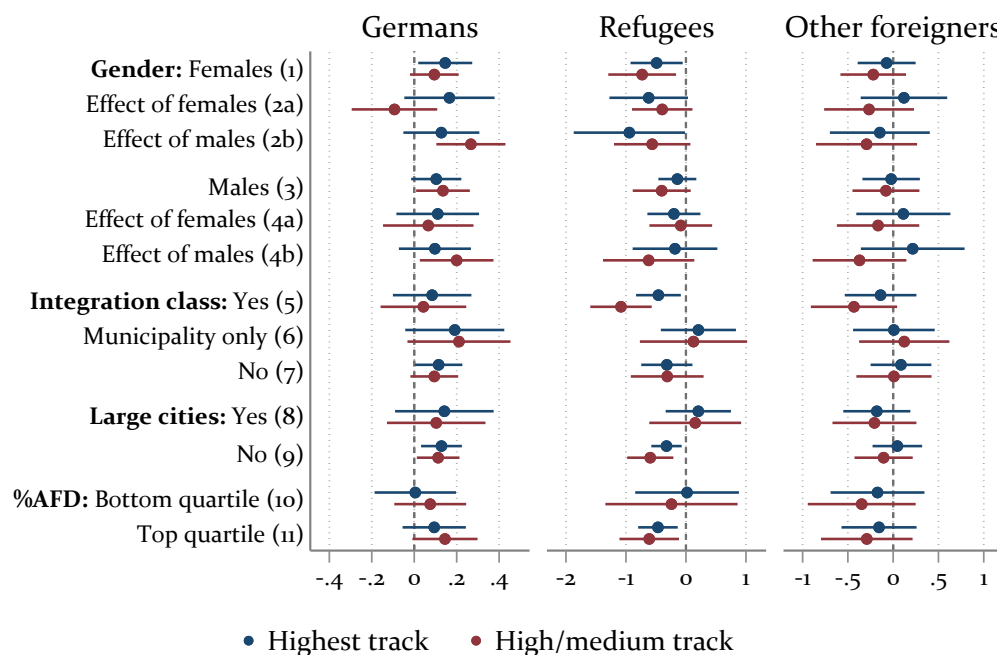 Germans Refugees Other foreigners
Gender: Females (1)
Effect of females (2a)
Effect of males (2b)
Males (3)
Effect of females (4a)
Effect of males (4b)
Integration class: Yes (5)
Municipality only (6)
No (7)
Large cities: Yes (8)
No (9)
%AFD: Bottom quartile (10)
Top quartile (11)
-.4 -.2 0 .2 .4 -2 -1 0 1 -1 -.5 0 .5 1
Highest track High/medium track